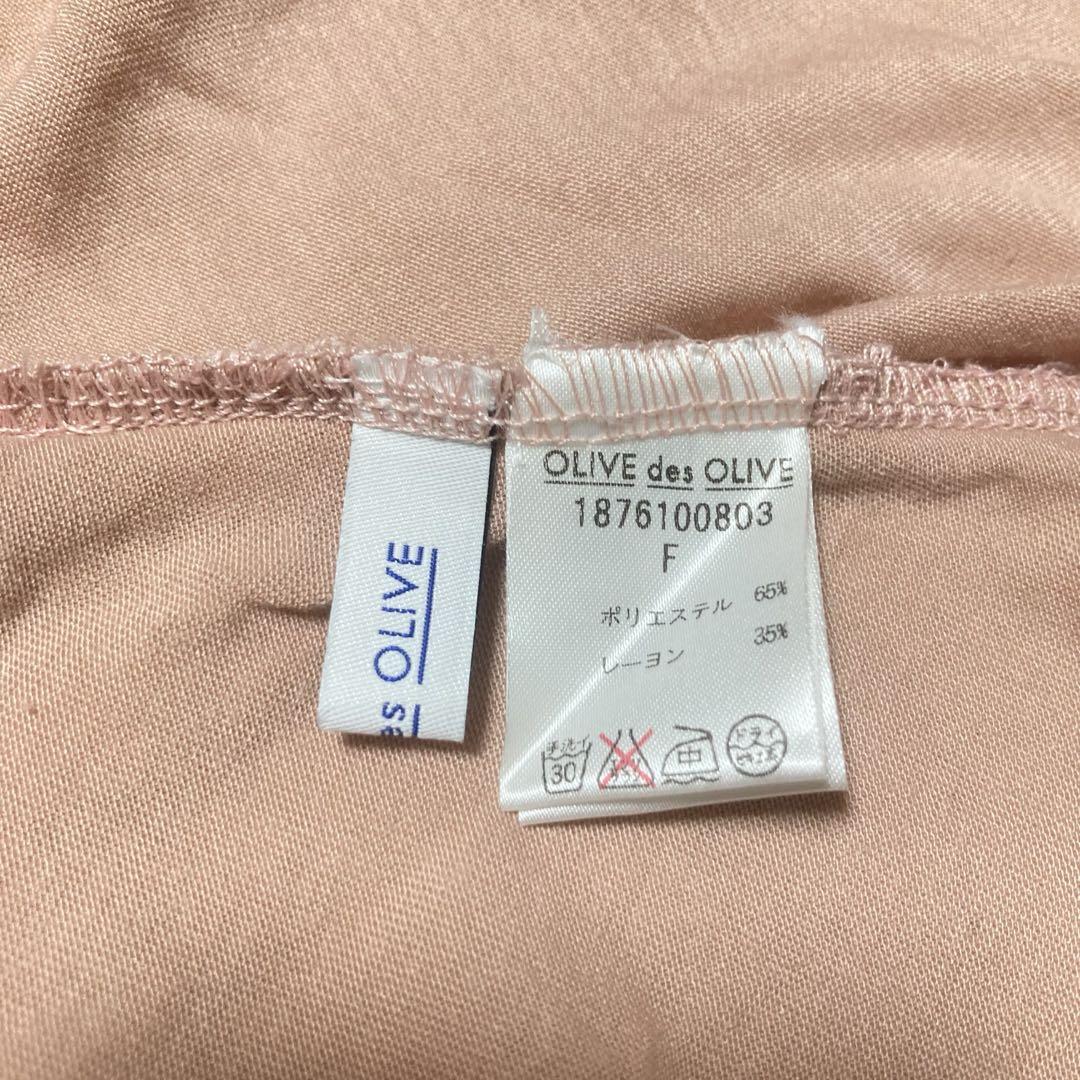 des OLIVE
OLIVE des OLIVE
1876100803
F
ポリエステル 65%
レーヨン 35%
手洗イ
30
中
ドライ